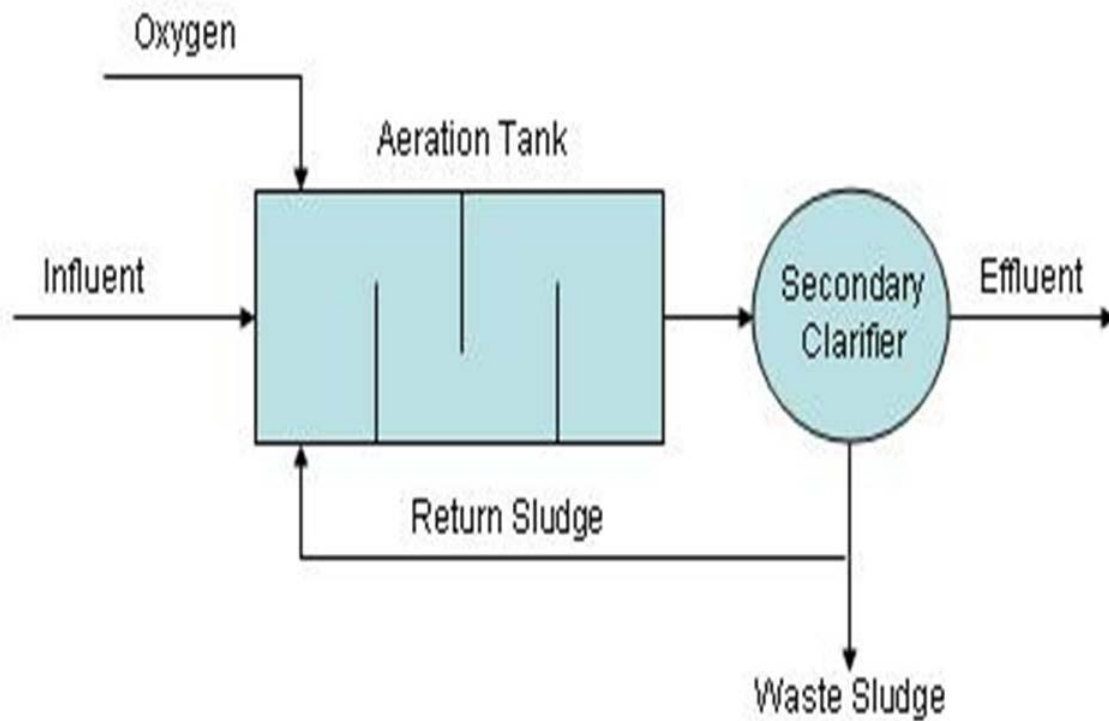 Oxygen
Aeration Tank
Influent
Secondary
Clarifier
Effluent
Return Sludge
Waste Sludge